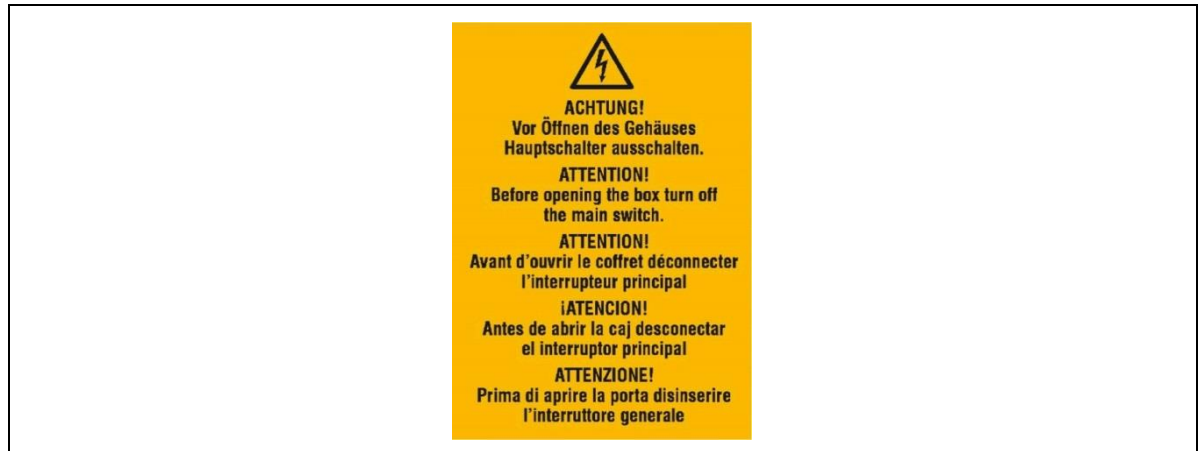 ACHTUNG!
Vor Öffnen des Gehäuses
Hauptschalter ausschalten.
ATTENTION!
Before opening the box turn off
the main switch.
ATTENTION!
Avant d'ouvrir le coffret déconnecter
l'interrupteur principal
¡ATENCION!
Antes de abrir la caj desconectar
el interruptor principal
ATTENZIONE!
Prima di aprire la porta disinserire
l'interruttore generale